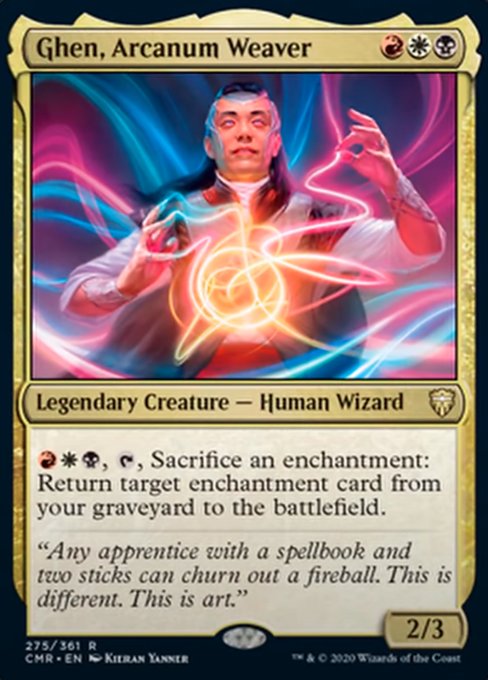 Ghen, Arcanum Weaver
Legendary Creature — Human Wizard
, , Sacrifice an enchantment:
Return target enchantment card from
your graveyard to the battlefield.
“Any apprentice with a spellbook and
two sticks can churn out a fireball. This is
different. This is art.”
2/3
275/361 R
CMR • EN Kieran Yanner
™ & © 2020 Wizards of the Coast